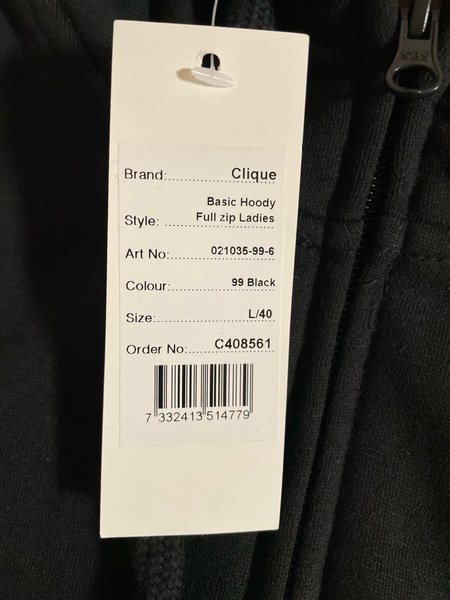 Brand: Clique
Basic Hoody
Style: Full zip Ladies
Art No: 021035-99-6
Colour: 99 Black
Size: L/40
Order No: C408561
7 332413 514779
SBS